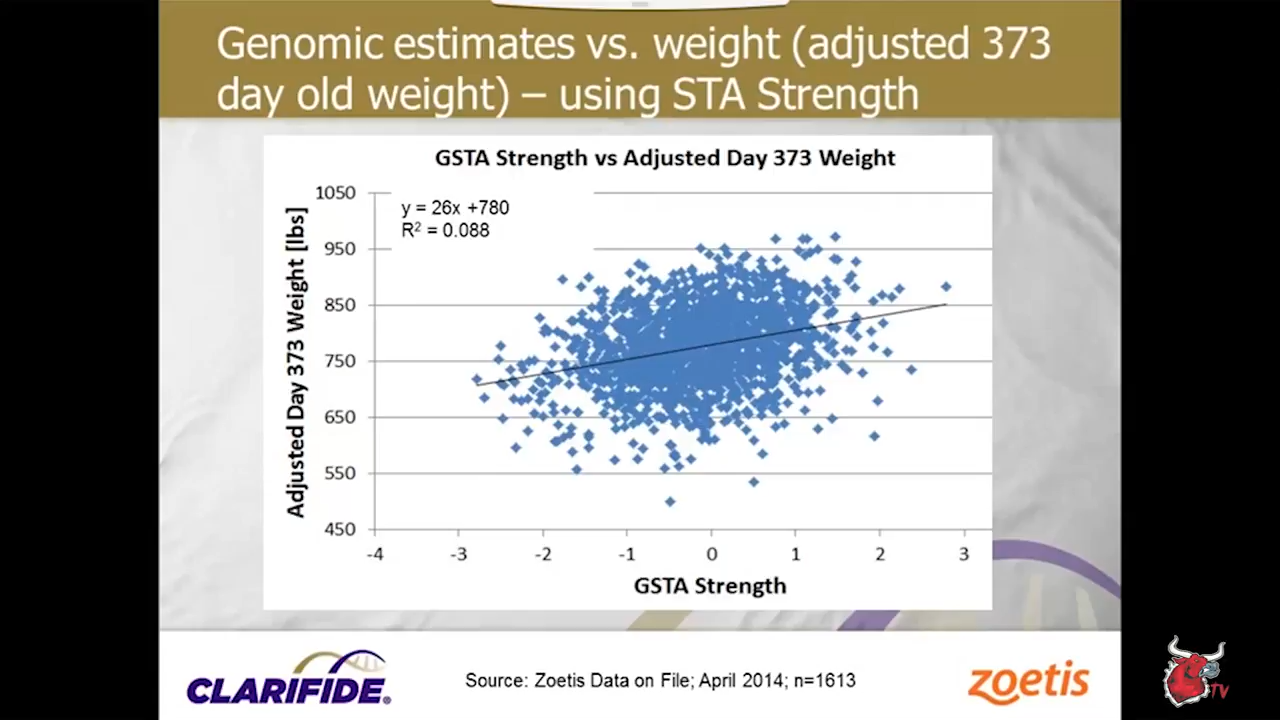 Genomic estimates vs. weight (adjusted 373
day old weight) – using STA Strength
GSTA Strength vs Adjusted Day 373 Weight
y = 26x +780
R² = 0.088
Adjusted Day 373 Weight [lbs]
1050
950
850
750
650
550
450
-4 -3 -2 -1 0 1 2 3
GSTA Strength
CLARIFIDE®
Source: Zoetis Data on File; April 2014; n=1613
zoetis
TV